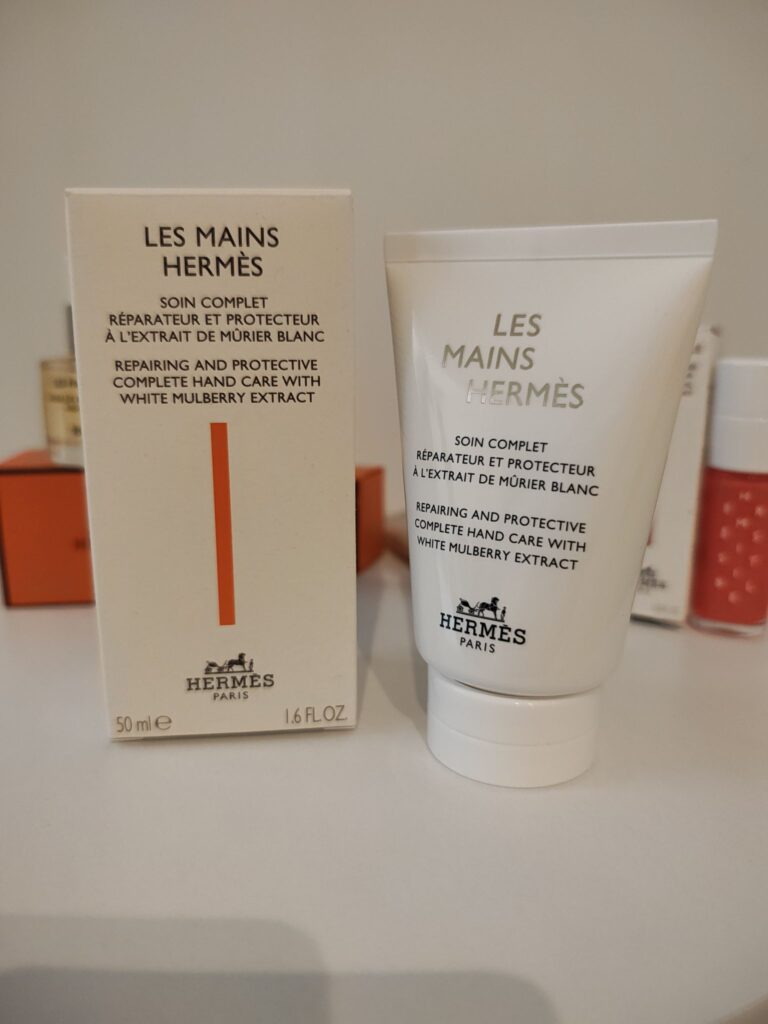 LES MAINS
HERMÈS
SOIN COMPLET
RÉPARATEUR ET PROTECTEUR
À L'EXTRAIT DE MÛRIER BLANC
REPAIRING AND PROTECTIVE
COMPLETE HAND CARE WITH
WHITE MULBERRY EXTRACT
HERMÈS
PARIS
50 ml e
1.6 FL.OZ.
LES
MAINS
HERMÈS
SOIN COMPLET
RÉPARATEUR ET PROTECTEUR
À L'EXTRAIT DE MÛRIER BLANC
REPAIRING AND PROTECTIVE
COMPLETE HAND CARE WITH
WHITE MULBERRY EXTRACT
HERMÈS
PARIS